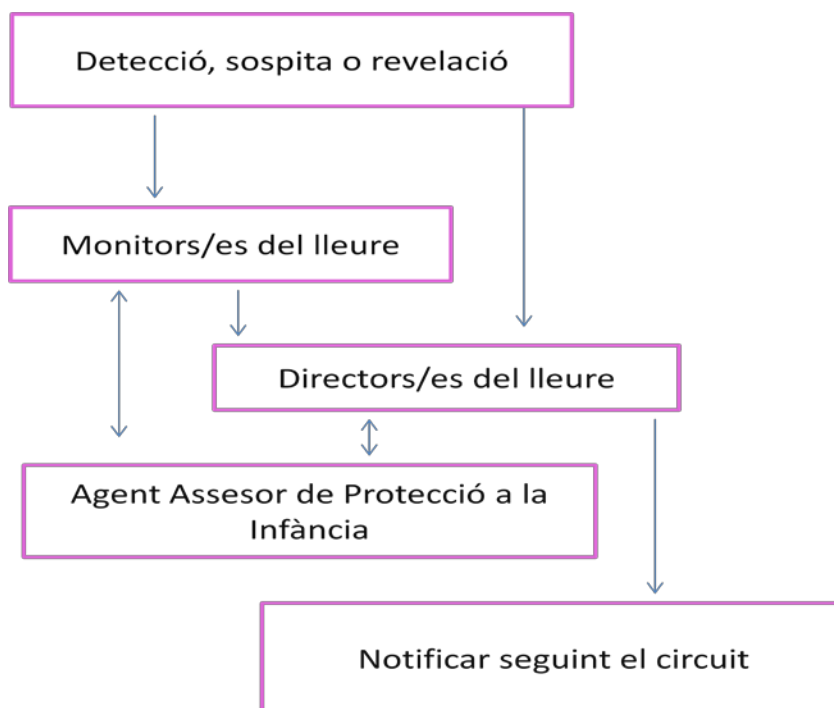 Detecció, sospita o revelació
Monitors/es del lleure
Directors/es del lleure
Agent Assesor de Protecció a la
Infància
Notificar seguint el circuit